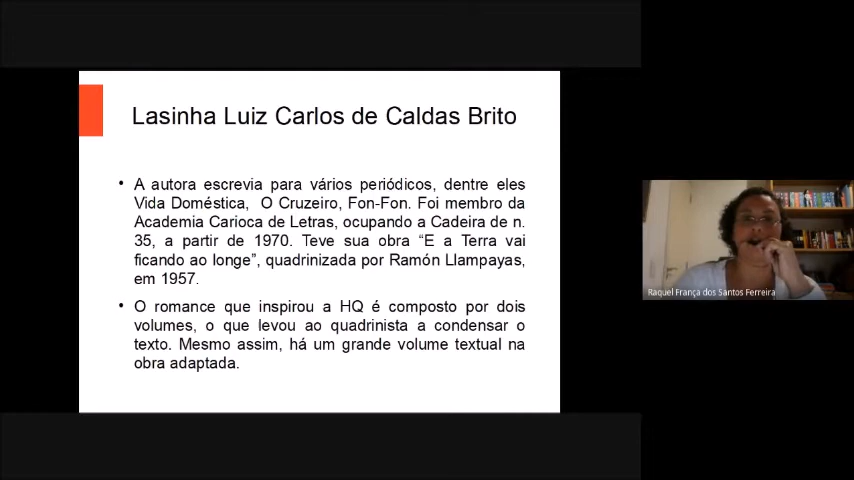 Lasinha Luiz Carlos de Caldas Brito
• A autora escrevia para vários periódicos, dentre eles
Vida Doméstica, O Cruzeiro, Fon-Fon. Foi membro da
Academia Carioca de Letras, ocupando a Cadeira de n.
35, a partir de 1970. Teve sua obra “E a Terra vai
ficando ao longe”, quadrinizada por Ramón Llampayas,
em 1957.
• O romance que inspirou a HQ é composto por dois
volumes, o que levou ao quadrinista a condensar o
texto. Mesmo assim, há um grande volume textual na
obra adaptada.
Raquel França dos Santos Ferreira